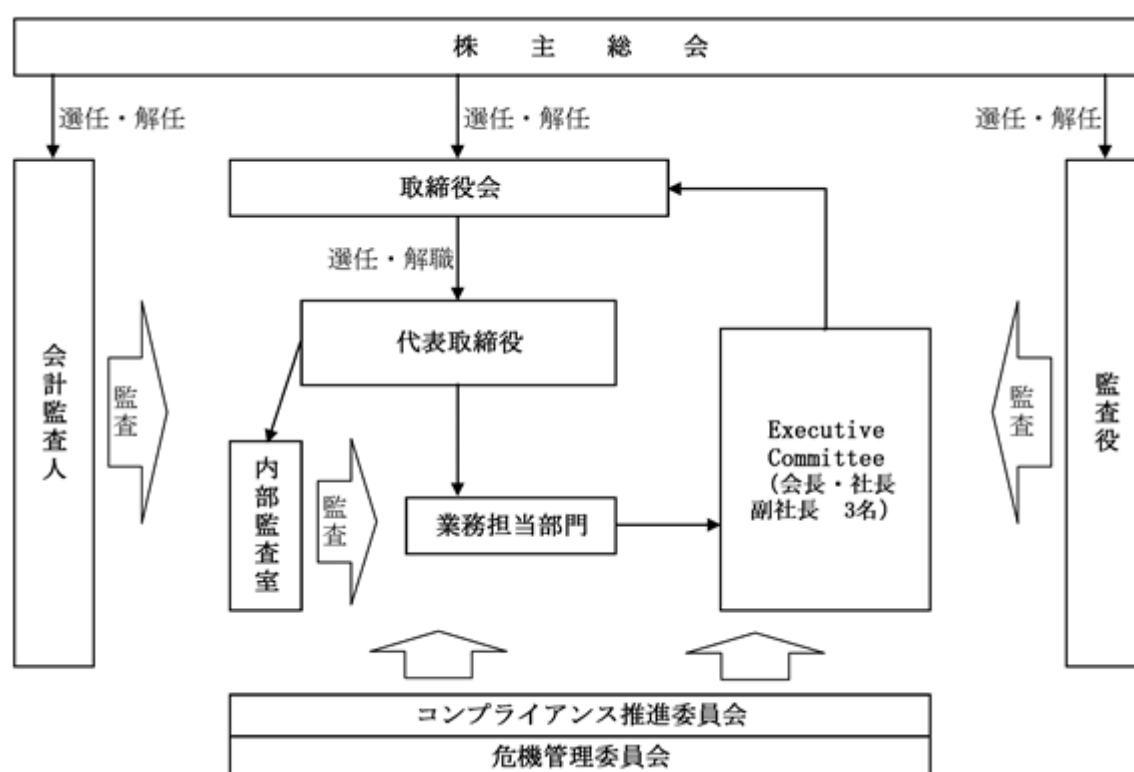 株主総会
選任・解任
選任・解任
選任・解任
取締役会
選任・解職
代表取締役
会計監査人
監査
内部監査室
監査
業務担当部門
Executive
Committee
(会長・社長
副社長 3名)
監査
監査役
コンプライアンス推進委員会
危機管理委員会